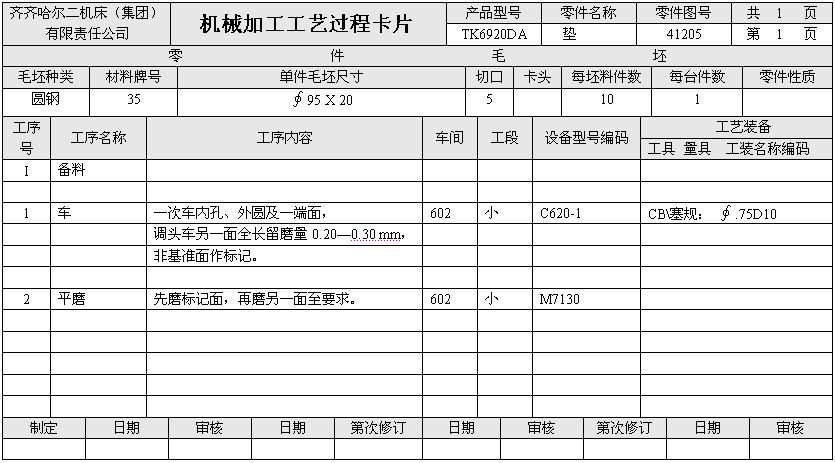 齐齐哈尔二机床（集团）
有限责任公司
机械加工工艺过程卡片
产品型号 零件名称 零件图号 共 1 页
TK6920DA 垫 41205 第 1 页
零 件 毛 坯
毛坯种类 材料牌号 单件毛坯尺寸 切口 卡头 每坯料件数 每台件数 零件性质
圆钢 35 ∮95 X 20 5 10 1
工序号 工序名称 工序内容 车间 工段 设备型号编码 工艺装备
工具 量具 工装名称编码
I 备料
1 车 一次车内孔、外圆及一端面， 602 小 C620-1 CB\塞规： ∮.75D10
调头车另一面全长留磨量 0.20—0.30 mm，
非基准面作标记。
2 平磨 先磨标记面，再磨另一面至要求。 602 小 M7130
制定 日期 审核 日期 第次修订 日期 审核 第次修订 日期 审核